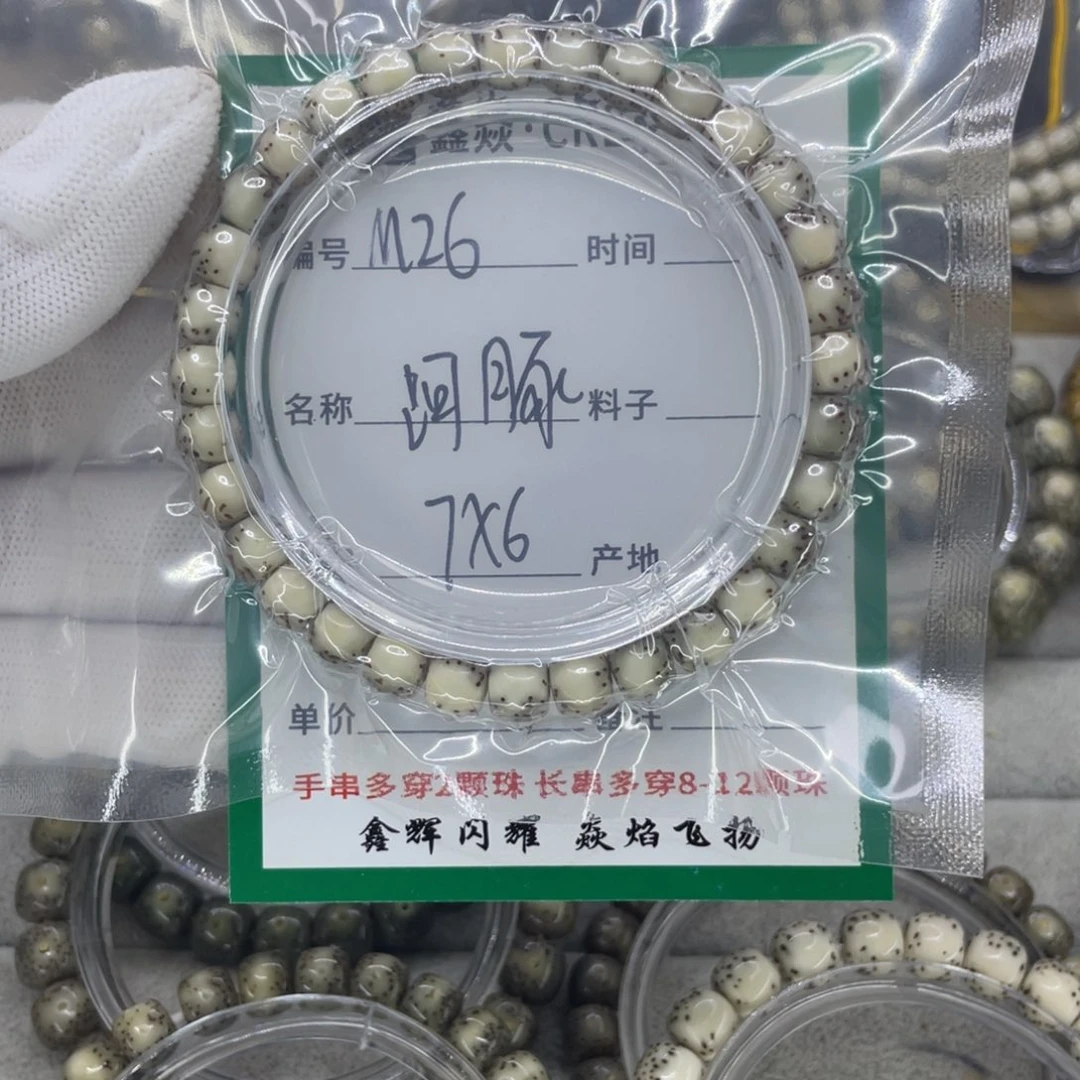 鑫焱·CRE
编号 M26 时间
名称 料子
7X6 产地
单价
手串多穿2颗珠 长串多穿8-12颗珠
鑫辉闪耀 焱焰飞扬